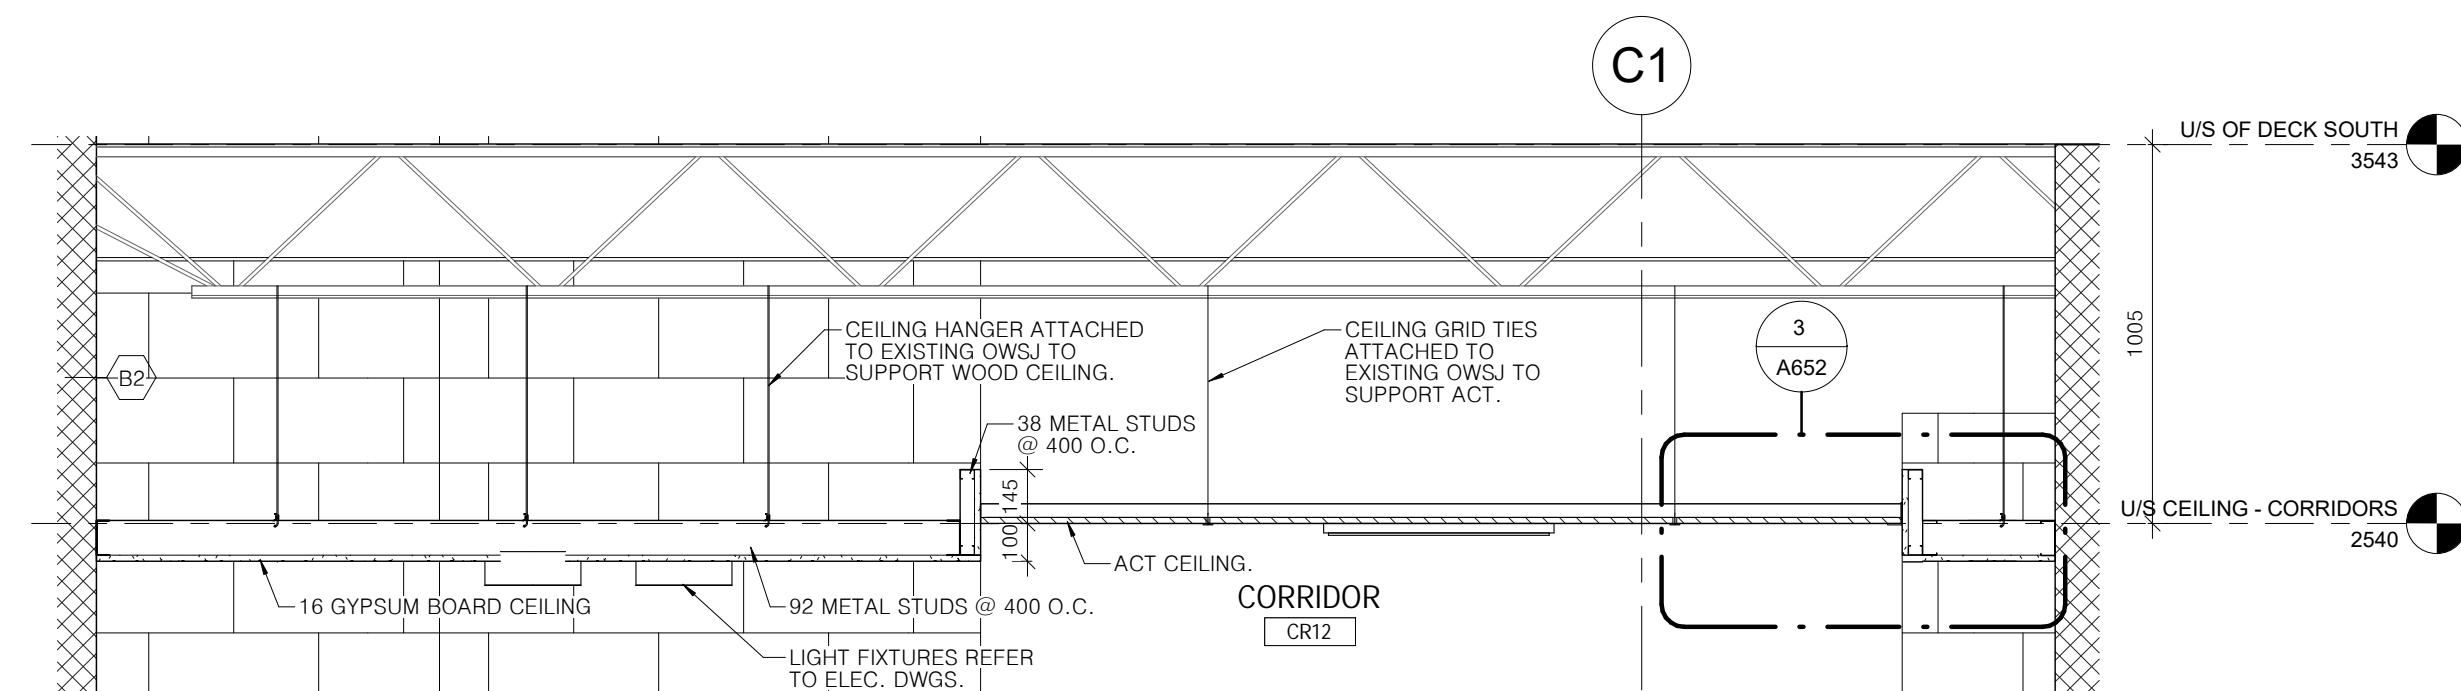 C1
U/S OF DECK SOUTH
3543
1005
3
A652
CEILING HANGER ATTACHED
TO EXISTING OWSJ TO
SUPPORT WOOD CEILING.
CEILING GRID TIES
ATTACHED TO
EXISTING OWSJ TO
SUPPORT ACT.
B2
38 METAL STUDS
@ 400 O.C.
145
100
U/S CEILING - CORRIDORS
2540
ACT CEILING.
16 GYPSUM BOARD CEILING
92 METAL STUDS @ 400 O.C.
CORRIDOR
CR12
LIGHT FIXTURES REFER
TO ELEC. DWGS.